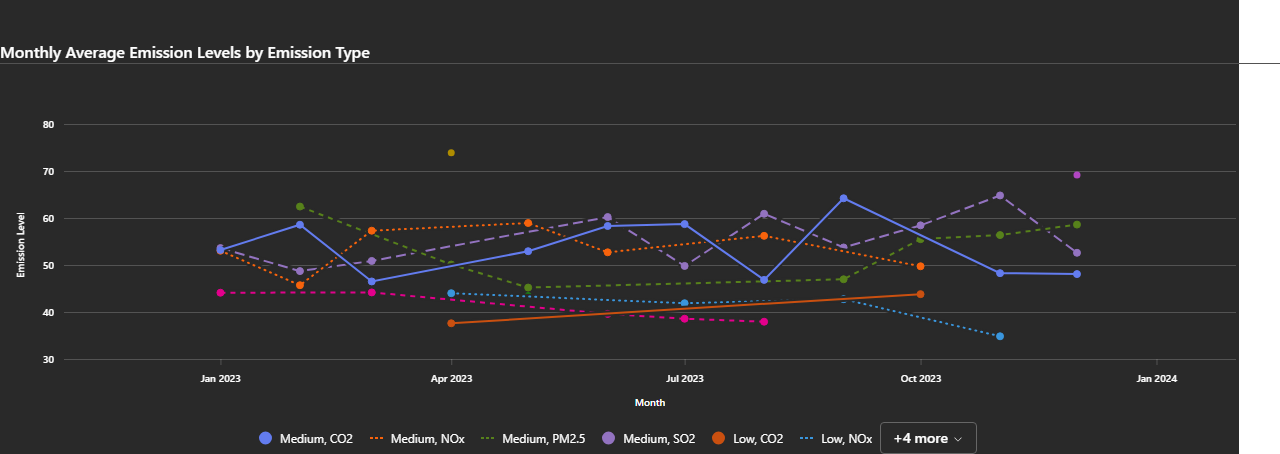 Monthly Average Emission Levels by Emission Type
80
70
60
50
40
30
Emission Level
Jan 2023 Apr 2023 Jul 2023 Oct 2023 Jan 2024
Month
Medium, CO2 Medium, NOx Medium, PM2.5 Medium, SO2 Low, CO2 Low, NOx +4 more